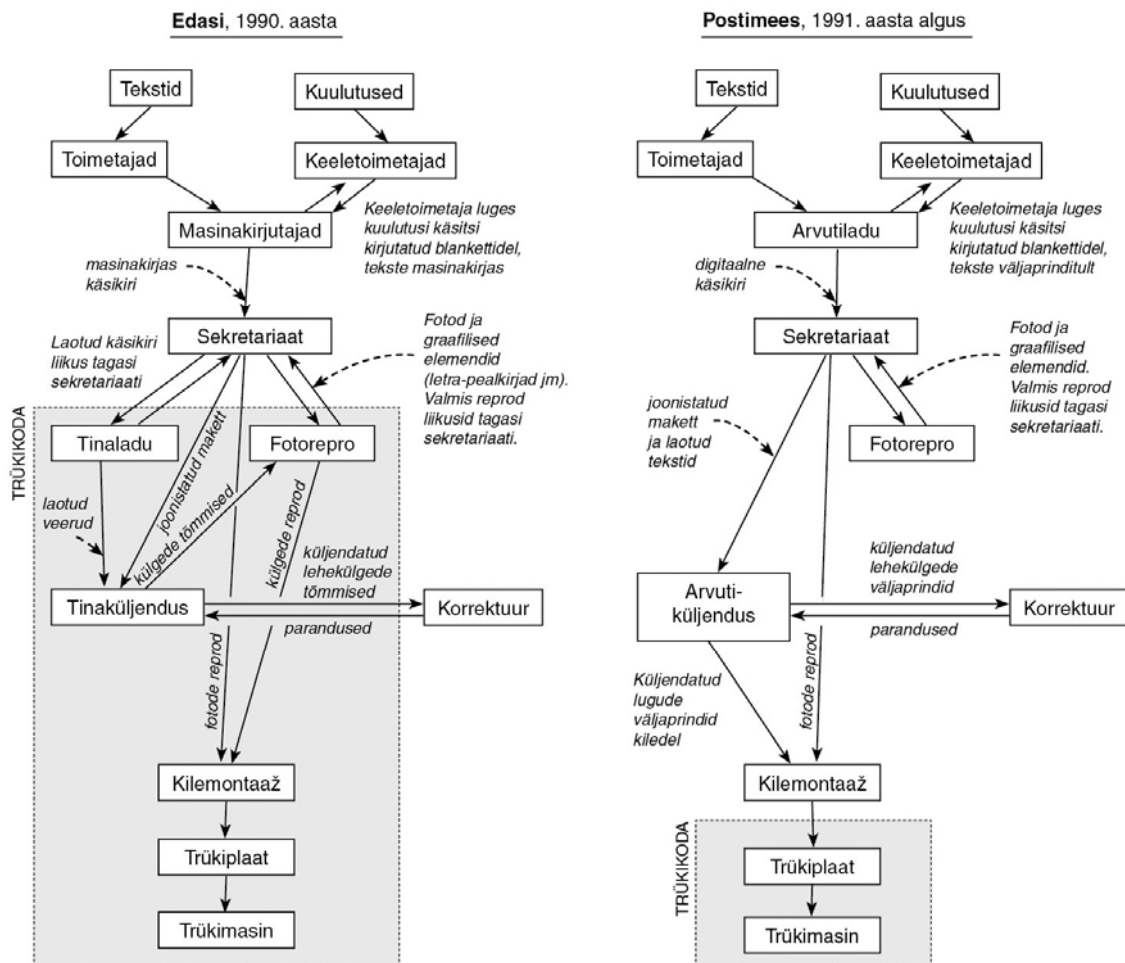 Edasi, 1990. aasta
Tekstid
Kuulutused
Toimetajad
Keeletoimetajad
Masinakirjutajad
Keeletoimetaja luges
kuulutusi käsitsi
kirjutatud blankettidel,
tekste masinakirjas
masinakirjas
käsikiri
Sekretariaat
Laotud käsikiri
liikus tagasi
sekretariaati
Fotod ja
graafilised
elemendid
(letra-pealkirjad jm).
Valmis reprod
liikusid tagasi
sekretariaati.
TRÜKIKODA
Tinaladu
Fotorepro
joonistatud makett
külgede tõmmised
külgede reprod
laotud
veerud
Tinaküljendus
küljendatud
lehekülgede
tõmmised
Korrektuur
parandused
fotode reprod
Kilemontaaž
Trükiplaat
Trükimasin
Postimees, 1991. aasta algus
Tekstid
Kuulutused
Toimetajad
Keeletoimetajad
Arvutiladu
Keeletoimetaja luges
kuulutusi käsitsi
kirjutatud blankettidel,
tekste väljaprinditult
digitaalne
käsikiri
Sekretariaat
Fotod ja
graafilised
elemendid.
Valmis reprod
liikusid tagasi
sekretariaati.
joonistatud
makett
ja laotud
tekstid
Fotorepro
Arvuti-
küljendus
küljendatud
lehekülgede
väljaprindid
Korrektuur
parandused
fotode reprod
Küljendatud
lugude
väljaprindid
kiledel
Kilemontaaž
TRÜKIKODA
Trükiplaat
Trükimasin